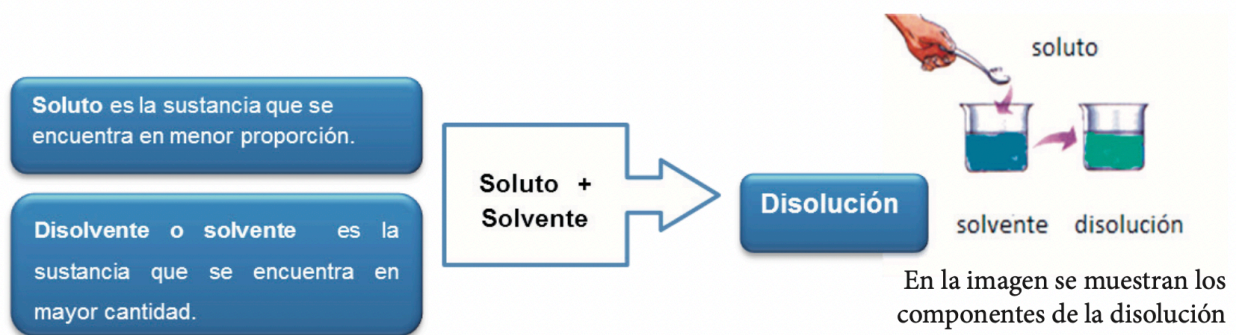 Soluto es la sustancia que se
encuentra en menor proporción.
Disolvente o solvente es la
sustancia que se encuentra en
mayor cantidad.
Soluto +
Solvente
Disolución
soluto
solvente disolución
En la imagen se muestran los
componentes de la disolución